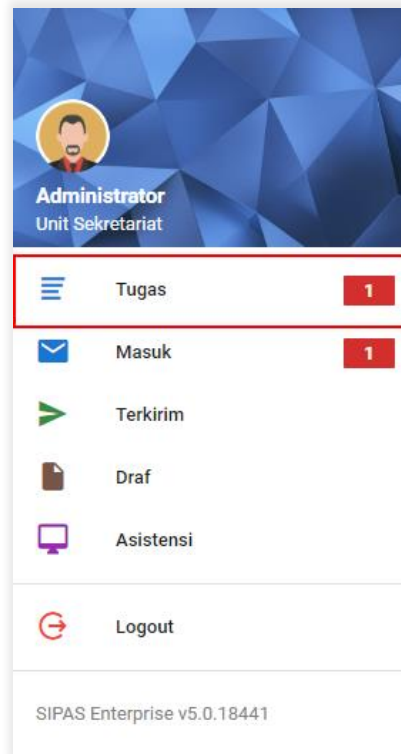 Administrator
Unit Sekretariat
Tugas 1
Masuk 1
Terkirim
Draf
Asistensi
Logout
SIPAS Enterprise v5.0.18441